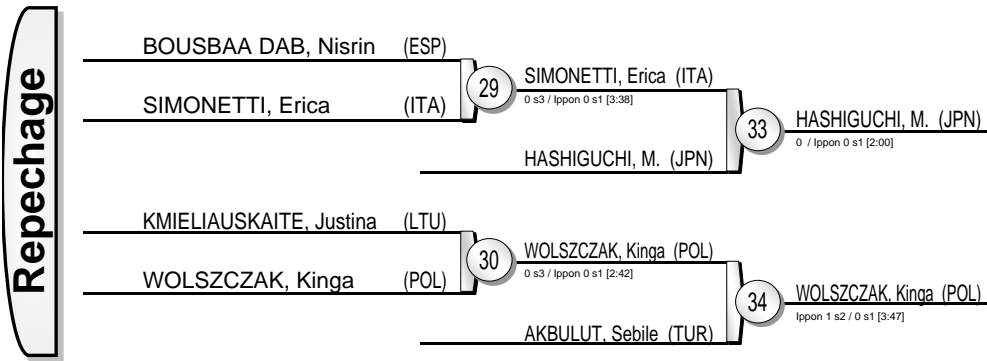 Repechage
BOUSBAA DAB, Nisrin (ESP)
SIMONETTI, Erica (ITA)
29
SIMONETTI, Erica (ITA)
0 s3 / Ippon 0 s1 [3:38]
HASHIGUCHI, M. (JPN)
33
HASHIGUCHI, M. (JPN)
0 / Ippon 0 s1 [2:00]
KMIELIAUSKAITE, Justina (LTU)
WOLSZCZAK, Kinga (POL)
30
WOLSZCZAK, Kinga (POL)
0 s3 / Ippon 0 s1 [2:42]
AKBULUT, Sebile (TUR)
34
WOLSZCZAK, Kinga (POL)
Ippon 1 s2 / 0 s1 [3:47]